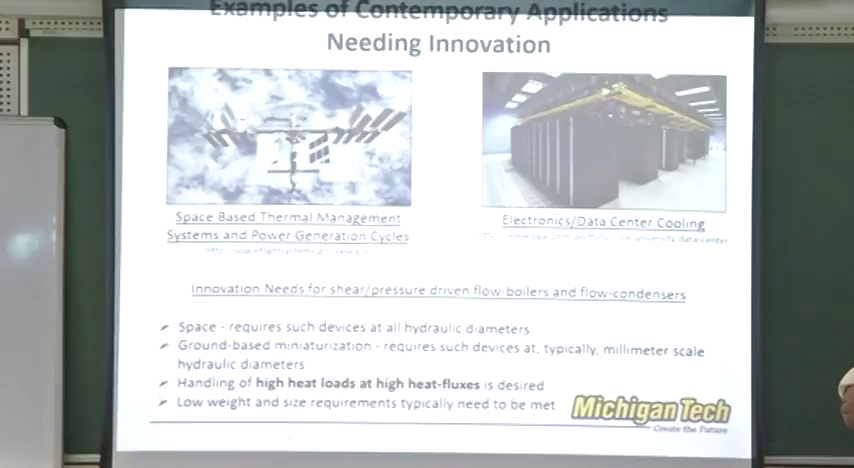 Examples of Contemporary Applications
Needing Innovation
Space Based Thermal Management
Systems and Power Generation Cycles
Electronics/Data Center Cooling
Innovation Needs for shear/pressure driven flow-boilers and flow-condensers
➤ Space - requires such devices at all hydraulic diameters
➤ Ground-based miniaturization - requires such devices at, typically, millimeter scale
hydraulic diameters
➤ Handling of high heat loads at high heat-fluxes is desired
➤ Low weight and size requirements typically need to be met
Michigan Tech
Create the Future